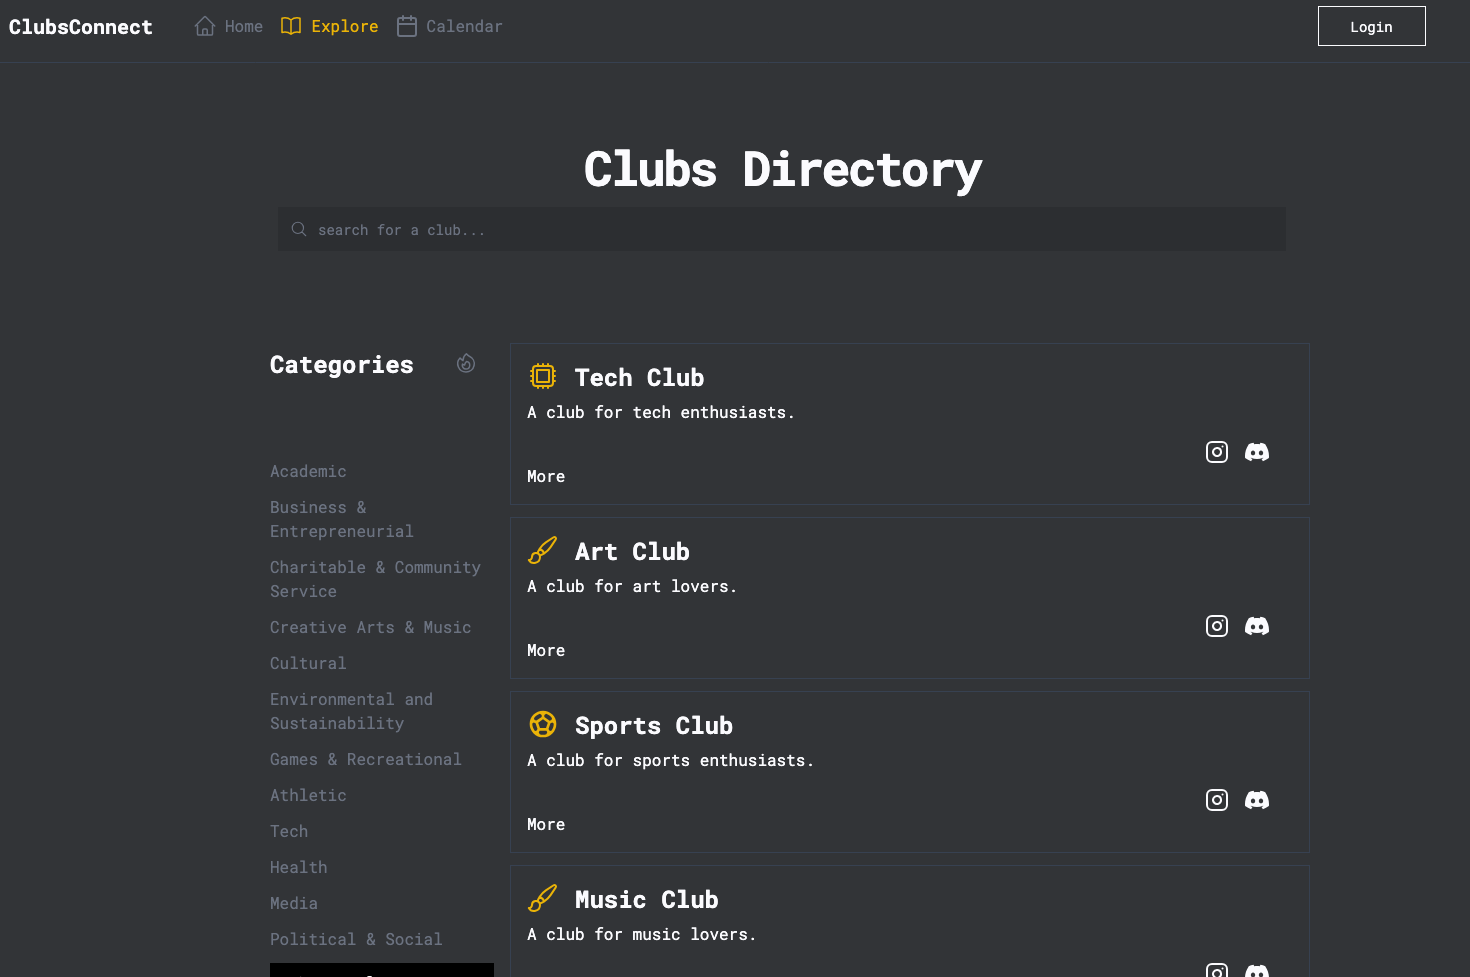 ClubsConnect
Home
Explore
Calendar
Login
Clubs Directory
search for a club...
Categories
Academic
Business &
Entrepreneurial
Charitable & Community
Service
Creative Arts & Music
Cultural
Environmental and
Sustainability
Games & Recreational
Athletic
Tech
Health
Media
Political & Social
Tech Club
A club for tech enthusiasts.
More
Art Club
A club for art lovers.
More
Sports Club
A club for sports enthusiasts.
More
Music Club
A club for music lovers.